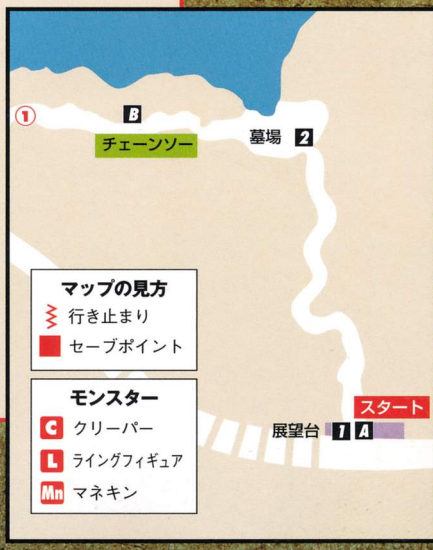 ① B
チェーンソー
墓場 2
マップの見方
行き止まり
セーブポイント
モンスター
C クリーパー
L ライングフィギュア
Mn マネキン
スタート
展望台 1 A